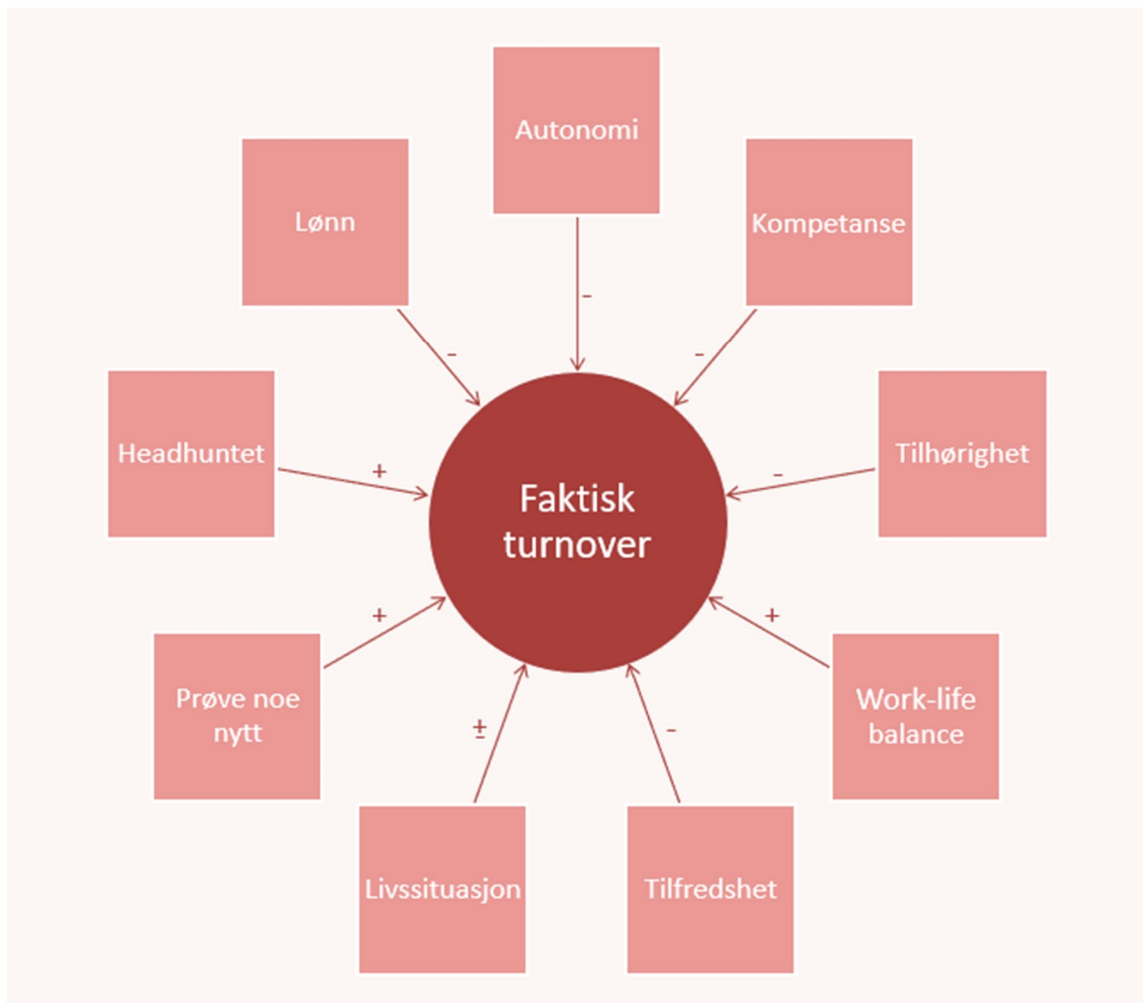 Autonomi
Lønn
Kompetanse
-
-
-
Headhuntet
+
Faktisk
turnover
-
Tilhørighet
+
+
Prøve noe
nytt
Work-life
balance
±
-
Livssituasjon
Tilfredshet